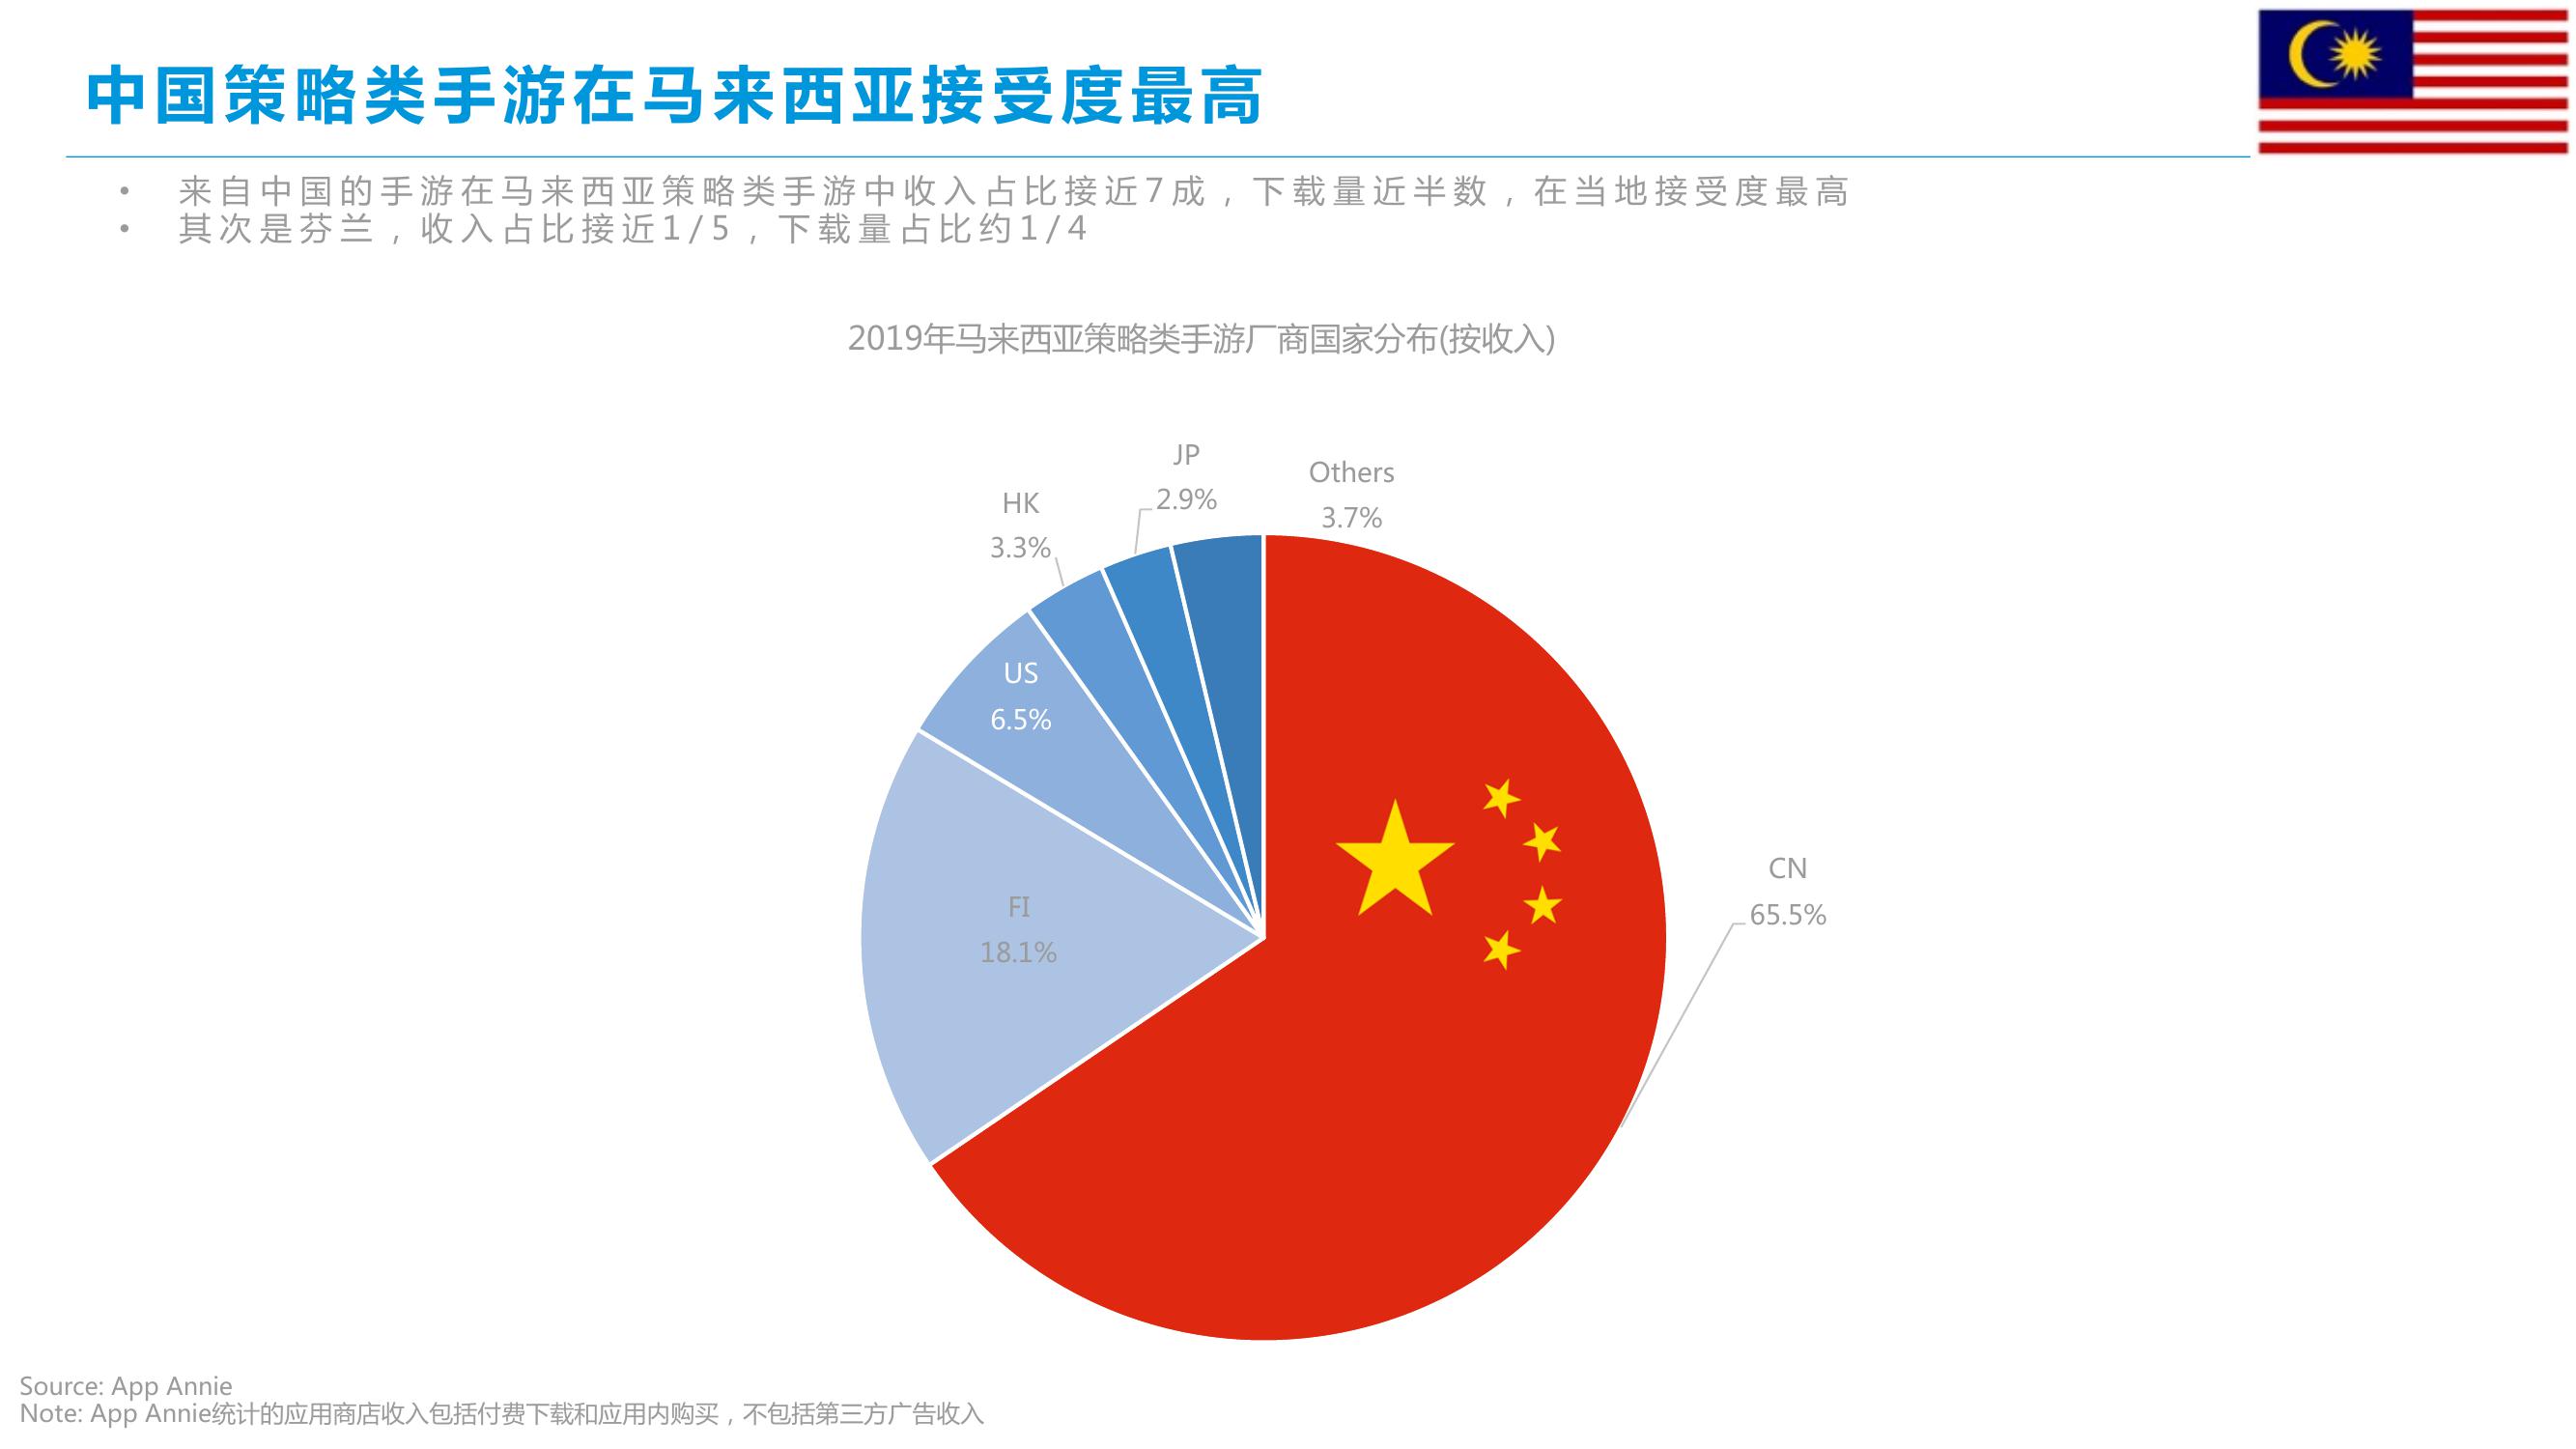 中国策略类手游在马来西亚接受度最高
• 来自中国的手游在马来西亚策略类手游中收入占比接近7成，下载量近半数，在当地接受度最高
• 其次是芬兰，收入占比接近1/5，下载量占比约1/4
2019年马来西亚策略类手游厂商国家分布(按收入)
JP
2.9%
Others
3.7%
HK
3.3%
US
6.5%
CN
65.5%
FI
18.1%
Source: App Annie
Note: App Annie统计的应用商店收入包括付费下载和应用内购买，不包括第三方广告收入